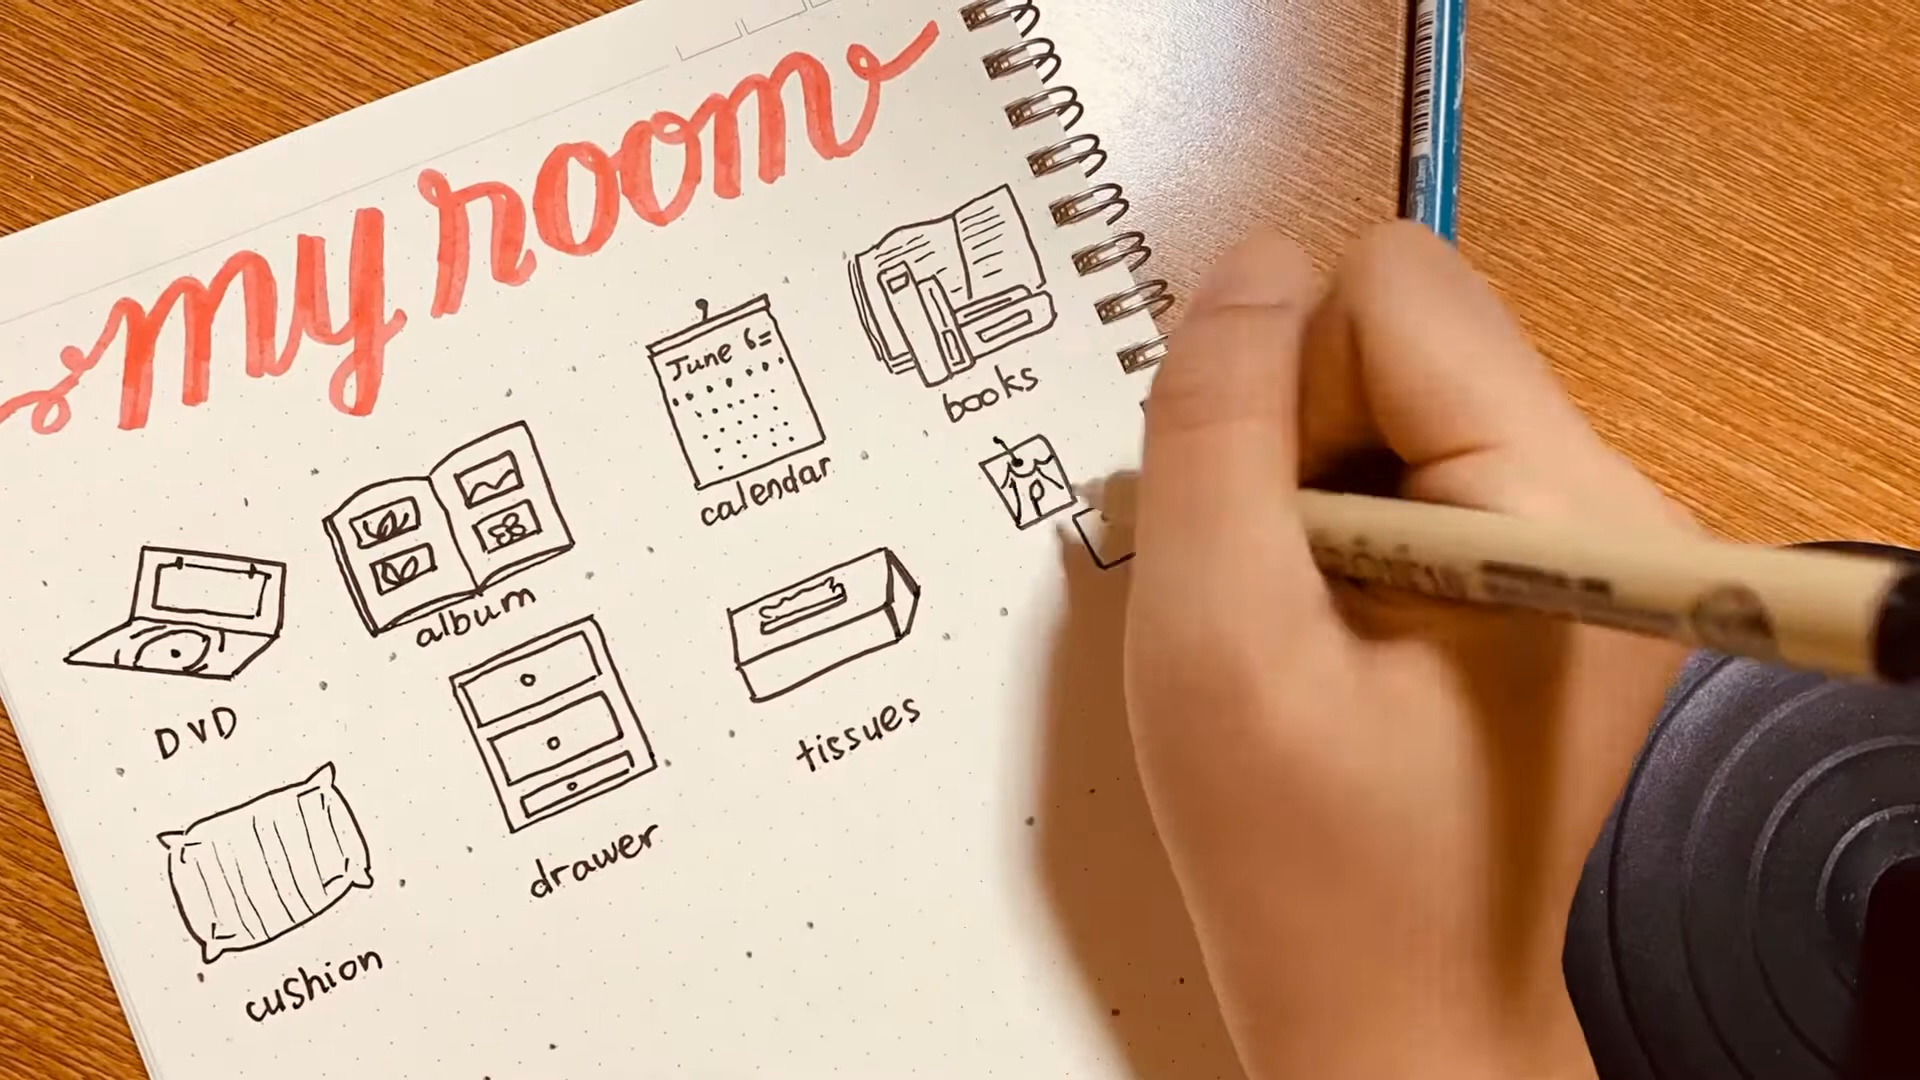 my room
books
June 6=
calendar
album
DVD
tissues
drawer
cushion